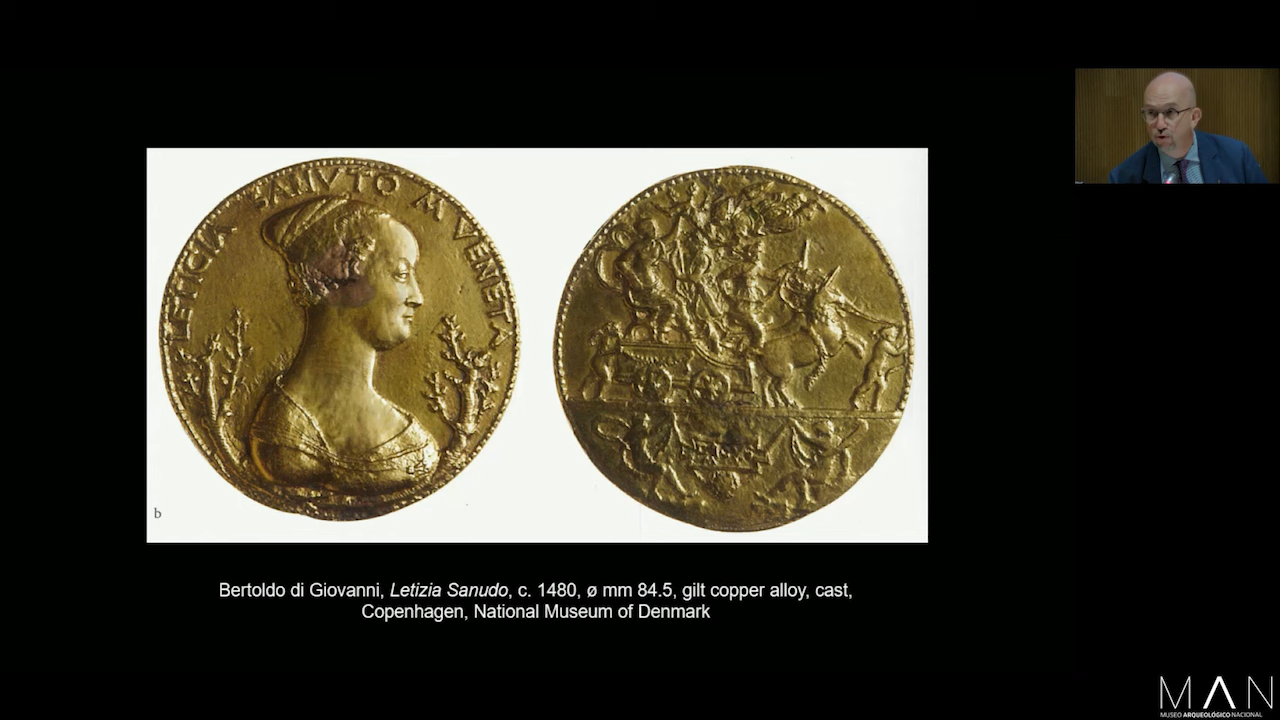 LETICIA SANVTO M VENETA
b
Bertoldo di Giovanni, Letizia Sanudo, c. 1480, ø mm 84.5, gilt copper alloy, cast,
Copenhagen, National Museum of Denmark
MAN
MUSEO ARQUEOLÓGICO NACIONAL